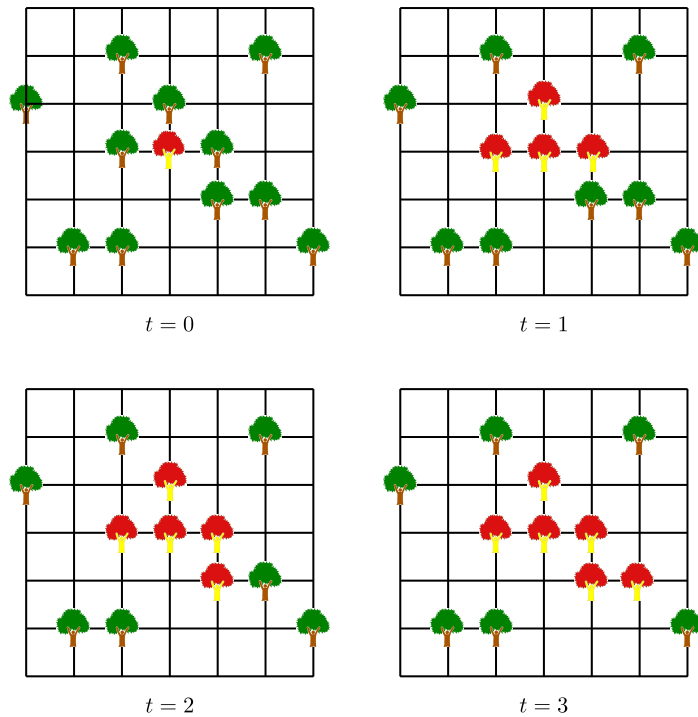 t = 0
t = 1
t = 2
t = 3